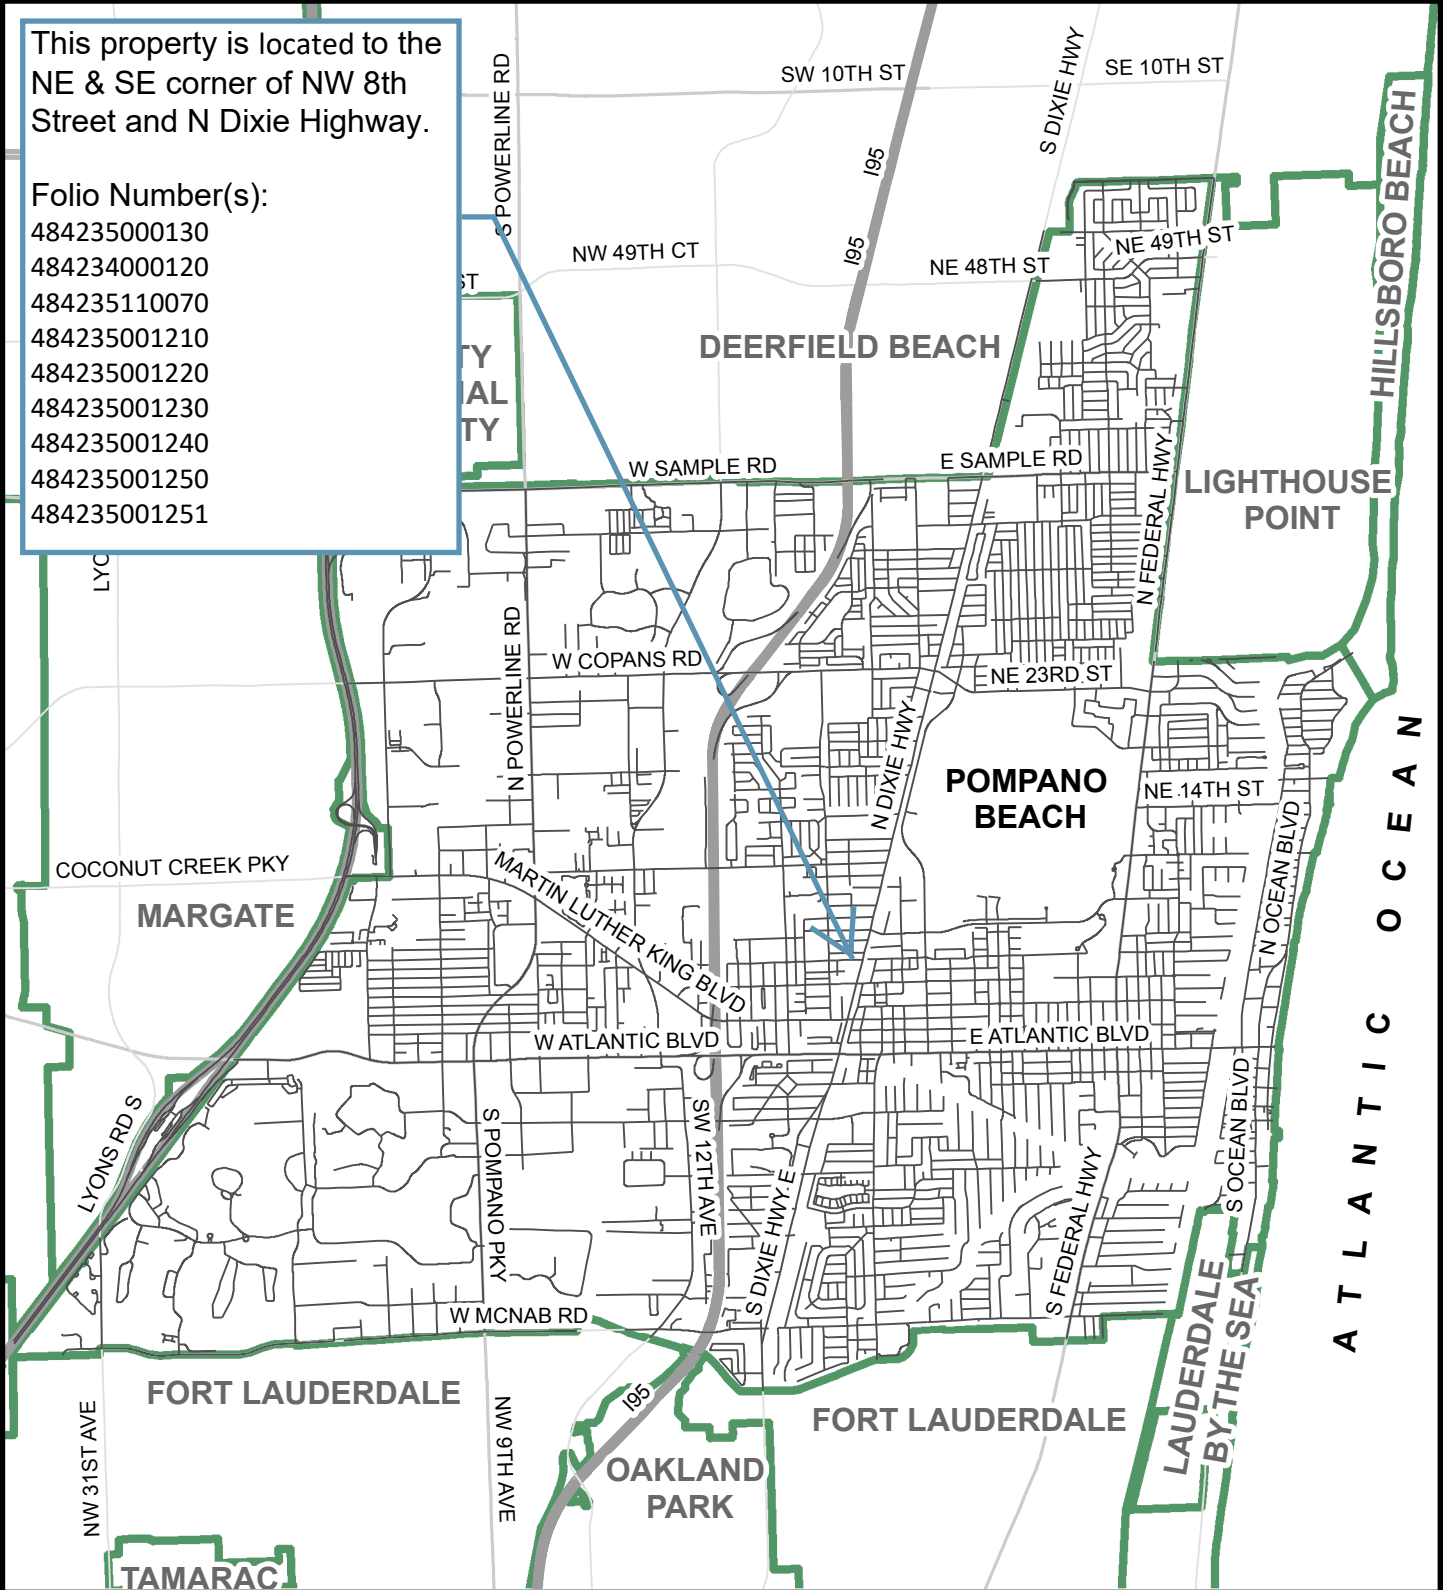 This property is located to the
NE & SE corner of NW 8th
Street and N Dixie Highway.
Folio Number(s):
484235000130
484234000120
484235110070
484235001210
484235001220
484235001230
484235001240
484235001250
484235001251
S POWERLINE RD
SW 10TH ST
S DIXIE HWY
SE 10TH ST
I95
HILLSBORO BEACH
NW 49TH CT
I95
NE 48TH ST
NE 49TH ST
ST
DEERFIELD BEACH
TY
IAL
TY
W SAMPLE RD
E SAMPLE RD
N FEDERAL HWY
LIGHTHOUSE
POINT
LYO
N POWERLINE RD
W COPANS RD
NE 23RD ST
N DIXIE HWY
POMPANO
BEACH
NE 14TH ST
N OCEAN BLVD
ATLANTIC OCEAN
COCONUT CREEK PKY
MARGATE
MARTIN LUTHER KING BLVD
W ATLANTIC BLVD
E ATLANTIC BLVD
LYONS RD S
S POMPANO PKY
SW 12TH AVE
S DIXIE HWY E
S FEDERAL HWY
S OCEAN BLVD
W MCNAB RD
LAUDERDALE
BY THE SEA
FORT LAUDERDALE
I95
FORT LAUDERDALE
NW 31ST AVE
NW 9TH AVE
OAKLAND
PARK
TAMARAC